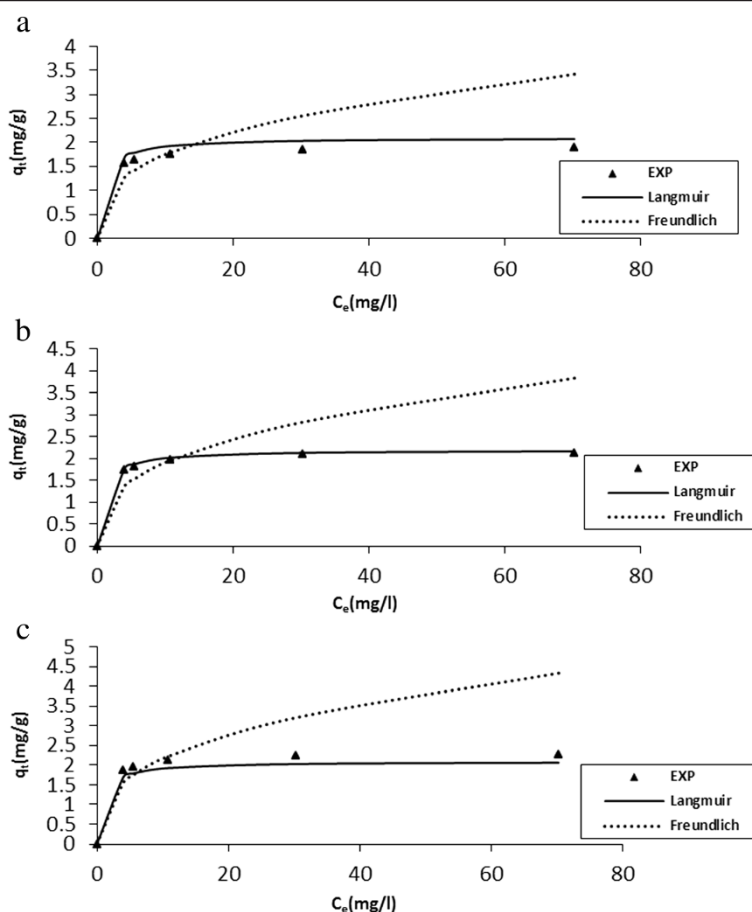 a
4
3.5
3
2.5
2
1.5
1
0.5
0
qt(mg/g)
0 20 40 60 80
Ce(mg/l)
EXP
Langmuir
Freundlich
b
4.5
4
3.5
3
2.5
2
1.5
1
0.5
0
qt(mg/g)
0 20 40 60 80
Ce(mg/l)
EXP
Langmuir
Freundlich
c
5
4.5
4
3.5
3
2.5
2
1.5
1
0.5
0
qt(mg/g)
0 20 40 60 80
Ce(mg/l)
EXP
Langmuir
Freundlich